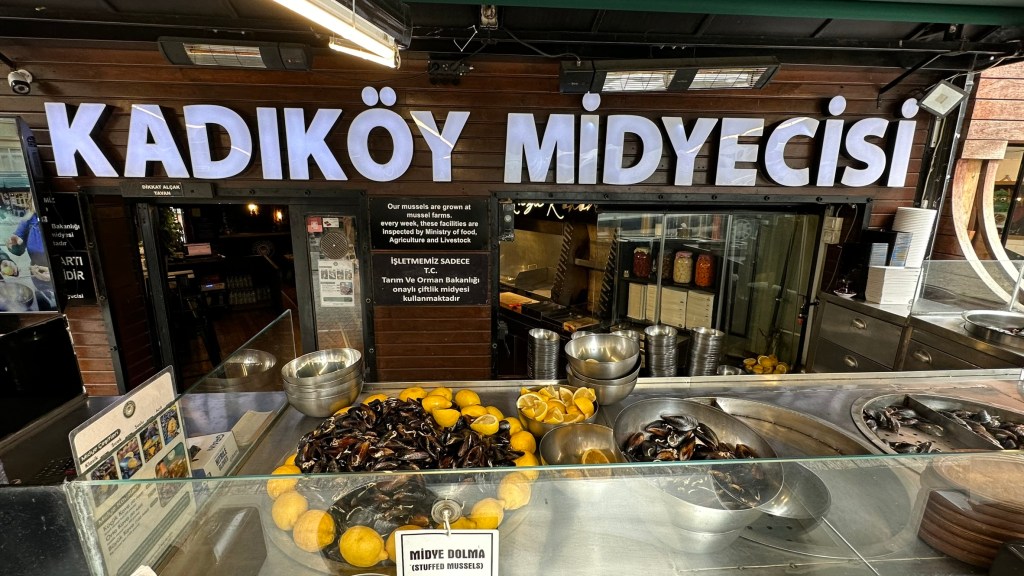 KADIKÖY MİDYECİSİ
DİKKAT ALÇAK
TAVAN
Our mussels are grown at
mussel farms.
every week, these facilities are
Inspected by Ministry of food,
Agriculture and Livestock
İŞLETMEMİZ SADECE
T.C.
Tarım Ve Orman Bakanlığı
onaylı çiftlik midyesi
kullanmaktadır
MİDYE DOLMA
(STUFFED MUSSELS)